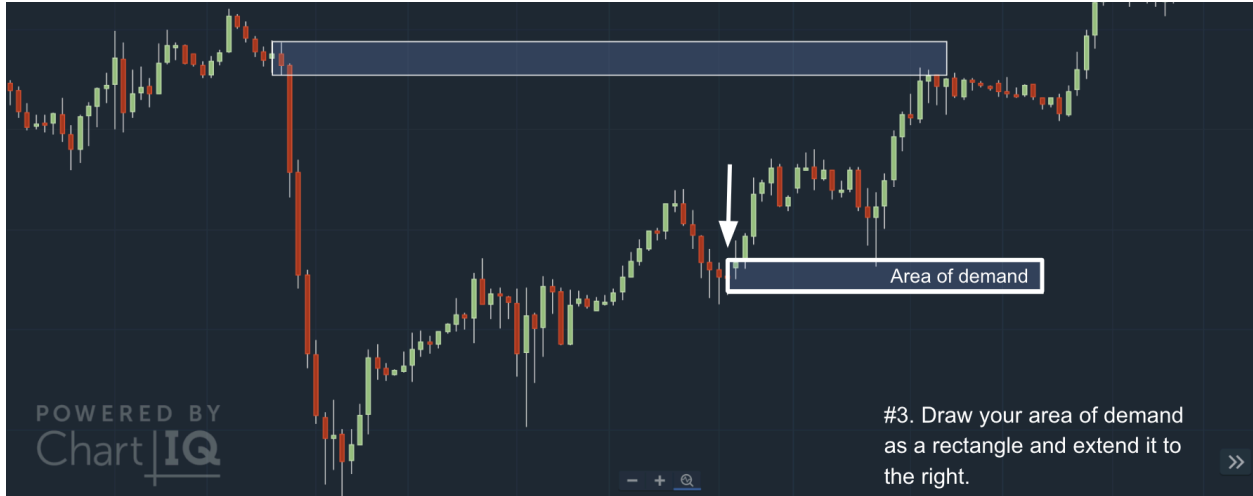 Area of demand
POWERED BY
Chart IQ
#3. Draw your area of demand
as a rectangle and extend it to
the right.